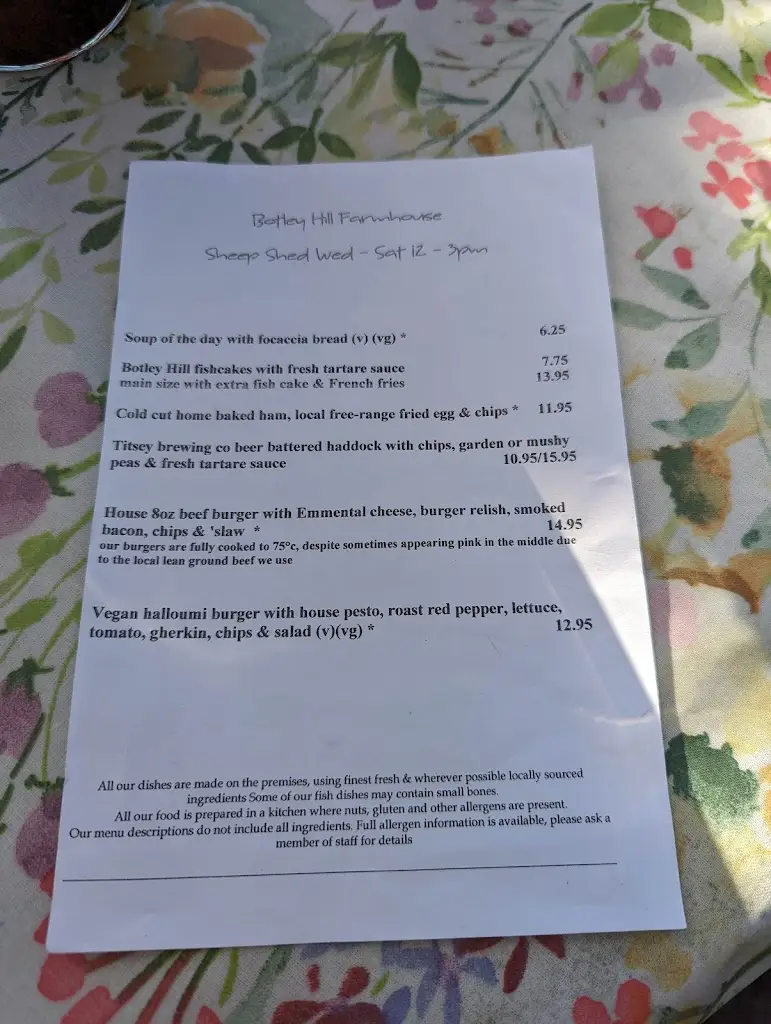 Botley Hill Farmhouse
Sheep Shed Wed - Sat 12 - 3pm
Soup of the day with focaccia bread (v) (vg) * 6.25
Botley Hill fishcakes with fresh tartare sauce 7.75
main size with extra fish cake & French fries 13.95
Cold cut home baked ham, local free-range fried egg & chips * 11.95
Titsey brewing co beer battered haddock with chips, garden or mushy
peas & fresh tartare sauce 10.95/15.95
House 8oz beef burger with Emmental cheese, burger relish, smoked
bacon, chips & 'slaw * 14.95
our burgers are fully cooked to 75ºc, despite sometimes appearing pink in the middle due
to the local lean ground beef we use
Vegan halloumi burger with house pesto, roast red pepper, lettuce,
tomato, gherkin, chips & salad (v)(vg) * 12.95
All our dishes are made on the premises, using finest fresh & wherever possible locally sourced
ingredients Some of our fish dishes may contain small bones.
All our food is prepared in a kitchen where nuts, gluten and other allergens are present.
Our menu descriptions do not include all ingredients. Full allergen information is available, please ask a
member of staff for details